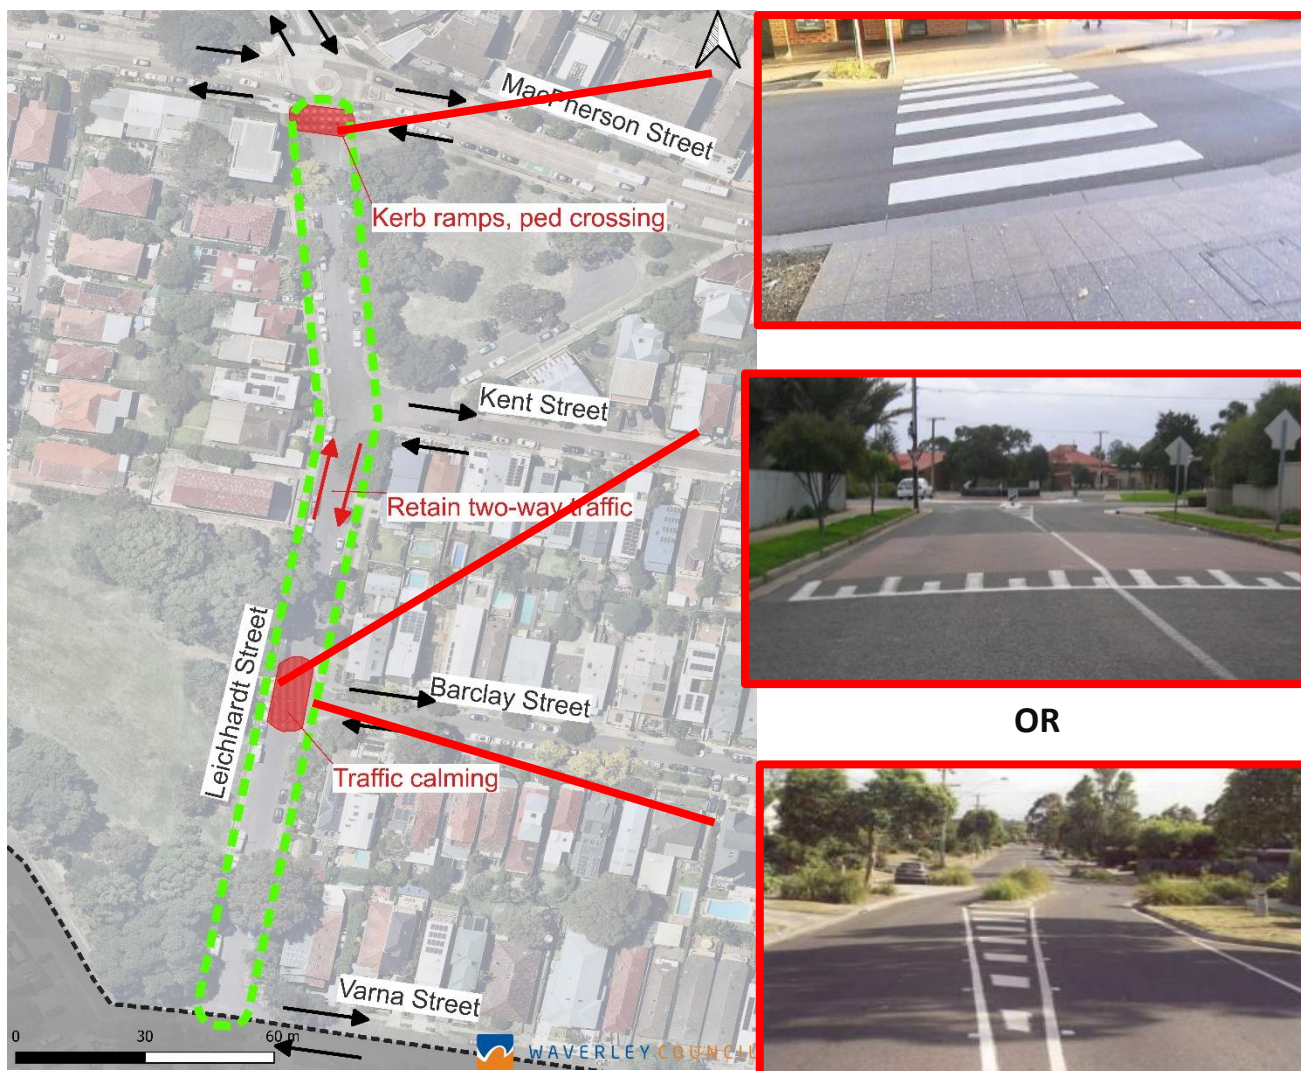 MacPherson Street
Kerb ramps, ped crossing
Kent Street
Retain two-way traffic
Leichhardt Street
Barclay Street
OR
Traffic calming
Varna Street
0 30 60 m
WAVERLEY COUNCIL